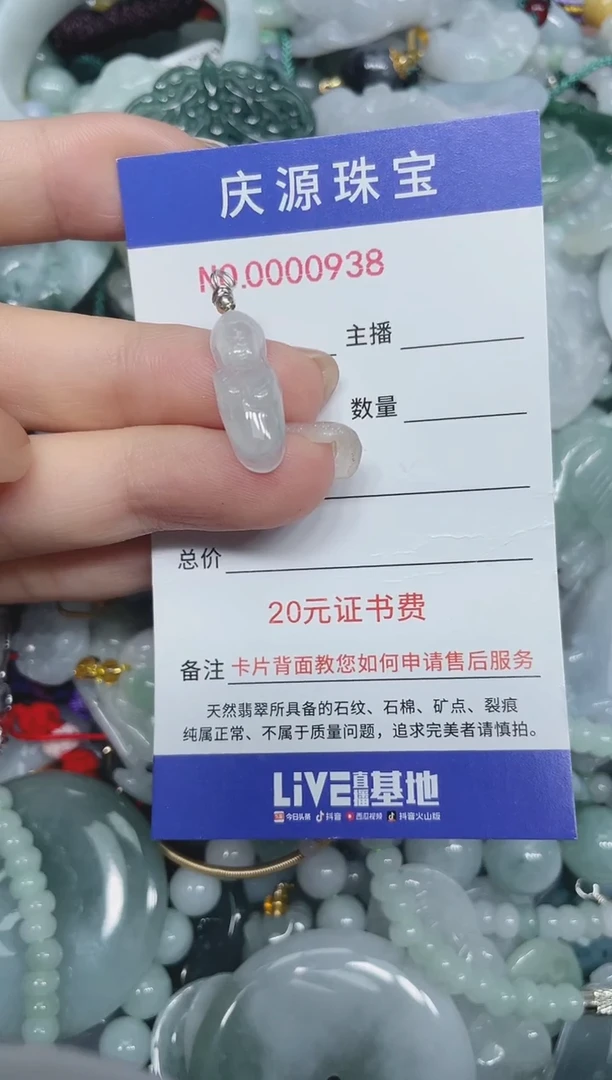 庆源珠宝
NO.0000938
主播
数量
总价
20元证书费
备注 卡片背面教您如何申请售后服务
天然翡翠所具备的石纹、石棉、矿点、裂痕
纯属正常、不属于质量问题，追求完美者请慎拍。
LiVE直播基地
今日头条 抖音 西瓜视频 抖音火山版